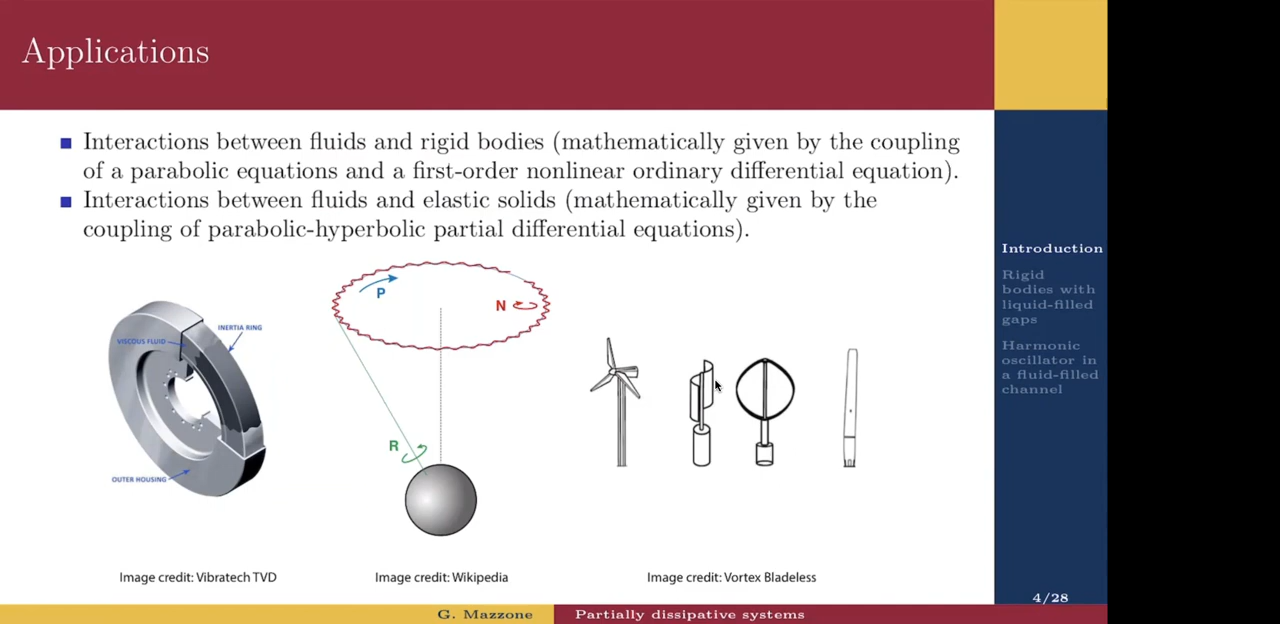 Applications
Interactions between fluids and rigid bodies (mathematically given by the coupling
of a parabolic equations and a first-order nonlinear ordinary differential equation).
Interactions between fluids and elastic solids (mathematically given by the
coupling of parabolic-hyperbolic partial differential equations).
INERTIA RING
VISCOUS FLUID
OUTER HOUSING
P
N
R
Image credit: Vibratech TVD
Image credit: Wikipedia
Image credit: Vortex Bladeless
Introduction
Rigid
bodies with
liquid-filled
gaps
Harmonic
oscillator in
a fluid-filled
channel
4/28
G. Mazzone
Partially dissipative systems